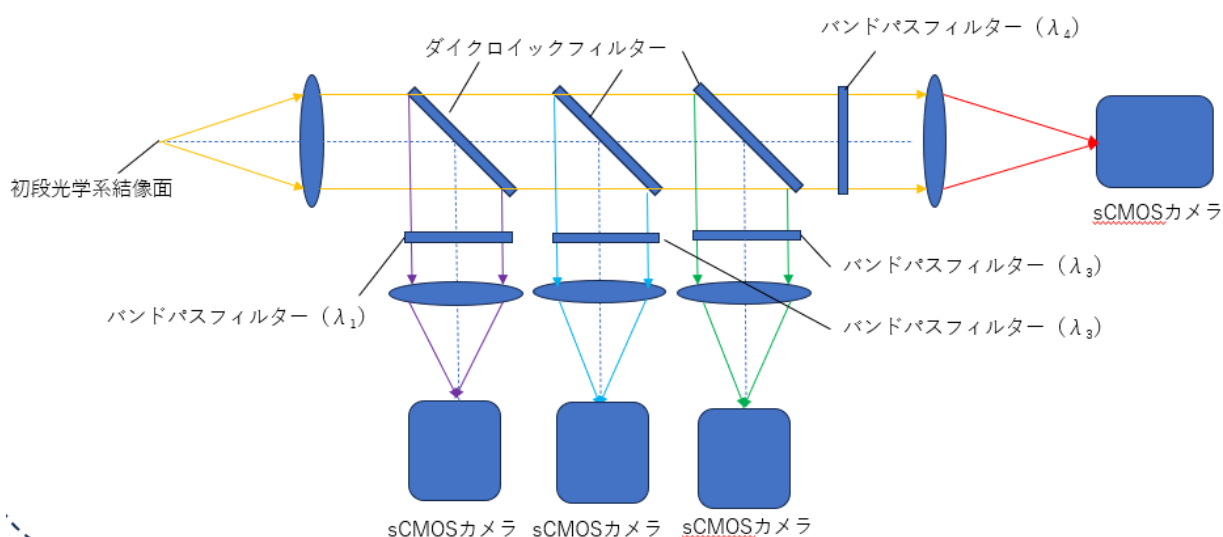 バンドパスフィルター（λ₄）
ダイクロイックフィルター
初段光学系結像面
sCMOSカメラ
バンドパスフィルター（λ₃）
バンドパスフィルター（λ₁）
バンドパスフィルター（λ₃）
sCMOSカメラ
sCMOSカメラ
sCMOSカメラ